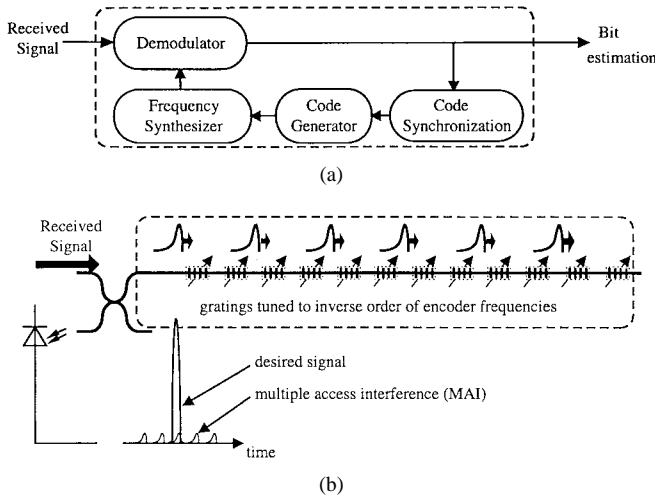 Received
Signal
Demodulator
Bit
estimation
Frequency
Synthesizer
Code
Generator
Code
Synchronization
(a)
Received
Signal
gratings tuned to inverse order of encoder frequencies
desired signal
multiple access interference (MAI)
time
(b)